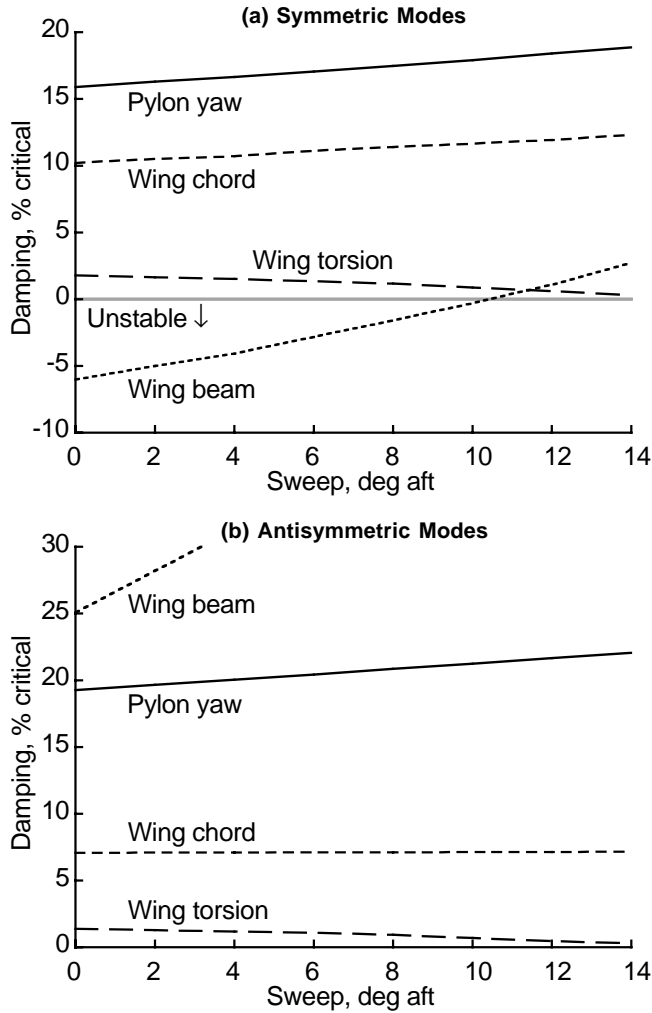 (a) Symmetric Modes
20
15
10
5
0
-5
-10
Damping, % critical
Pylon yaw
Wing chord
Wing torsion
Unstable ↓
Wing beam
0 2 4 6 8 10 12 14
Sweep, deg aft
(b) Antisymmetric Modes
30
25
20
15
10
5
0
Damping, % critical
Wing beam
Pylon yaw
Wing chord
Wing torsion
0 2 4 6 8 10 12 14
Sweep, deg aft